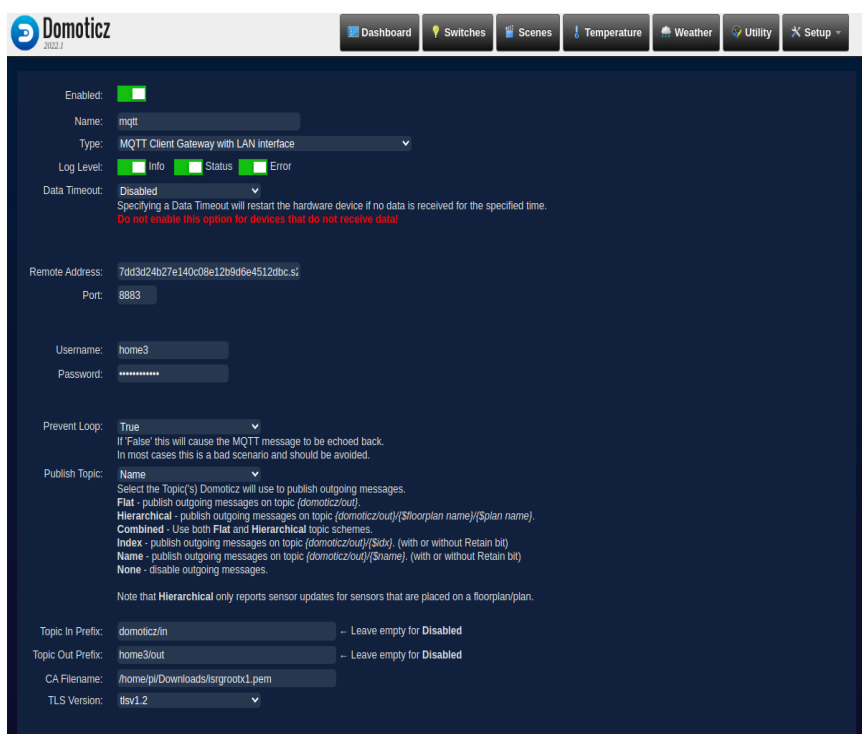 Domoticz
2022.1
Dashboard Switches Scenes Temperature Weather Utility Setup
Enabled:
Name: mqtt
Type: MQTT Client Gateway with LAN interface
Log Level: Info Status Error
Data Timeout: Disabled
Specifying a Data Timeout will restart the hardware device if no data is received for the specified time.
Do not enable this option for devices that do not receive data!
Remote Address: 7dd3d24b27e140c08e12b9d6e4512dbc.s2
Port: 8883
Username: home3
Password: ••••••••••••
Prevent Loop: True
If 'False' this will cause the MQTT message to be echoed back.
In most cases this is a bad scenario and should be avoided.
Publish Topic: Name
Select the Topic('s) Domoticz will use to publish outgoing messages.
Flat - publish outgoing messages on topic {domoticz/out}.
Hierarchical - publish outgoing messages on topic {domoticz/out}/{$floorplan name}/{$plan name}.
Combined - Use both Flat and Hierarchical topic schemes.
Index - publish outgoing messages on topic {domoticz/out}/{$idx}. (with or without Retain bit)
Name - publish outgoing messages on topic {domoticz/out}/{$name}. (with or without Retain bit)
None - disable outgoing messages.
Note that Hierarchical only reports sensor updates for sensors that are placed on a floorplan/plan.
Topic In Prefix: domoticz/in ← Leave empty for Disabled
Topic Out Prefix: home3/out ← Leave empty for Disabled
CA Filename: /home/pi/Downloads/isrgrootx1.pem
TLS Version: tlsv1.2